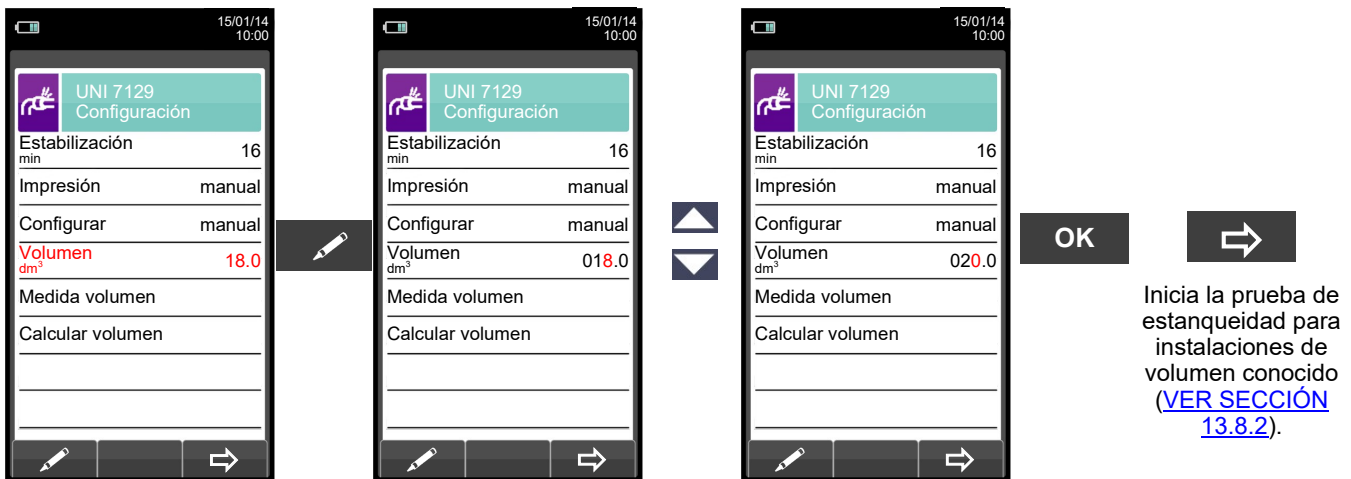 15/01/14
10:00
UNI 7129
Configuración
Estabilización
min
16
Impresión
manual
Configurar
manual
Volumen
dm³
18.0
Medida volumen
Calcular volumen
15/01/14
10:00
UNI 7129
Configuración
Estabilización
min
16
Impresión
manual
Configurar
manual
Volumen
dm³
018.0
Medida volumen
Calcular volumen
15/01/14
10:00
UNI 7129
Configuración
Estabilización
min
16
Impresión
manual
Configurar
manual
Volumen
dm³
020.0
Medida volumen
Calcular volumen
OK
Inicia la prueba de
estanqueidad para
instalaciones de
volumen conocido
(VER SECCIÓN
13.8.2).